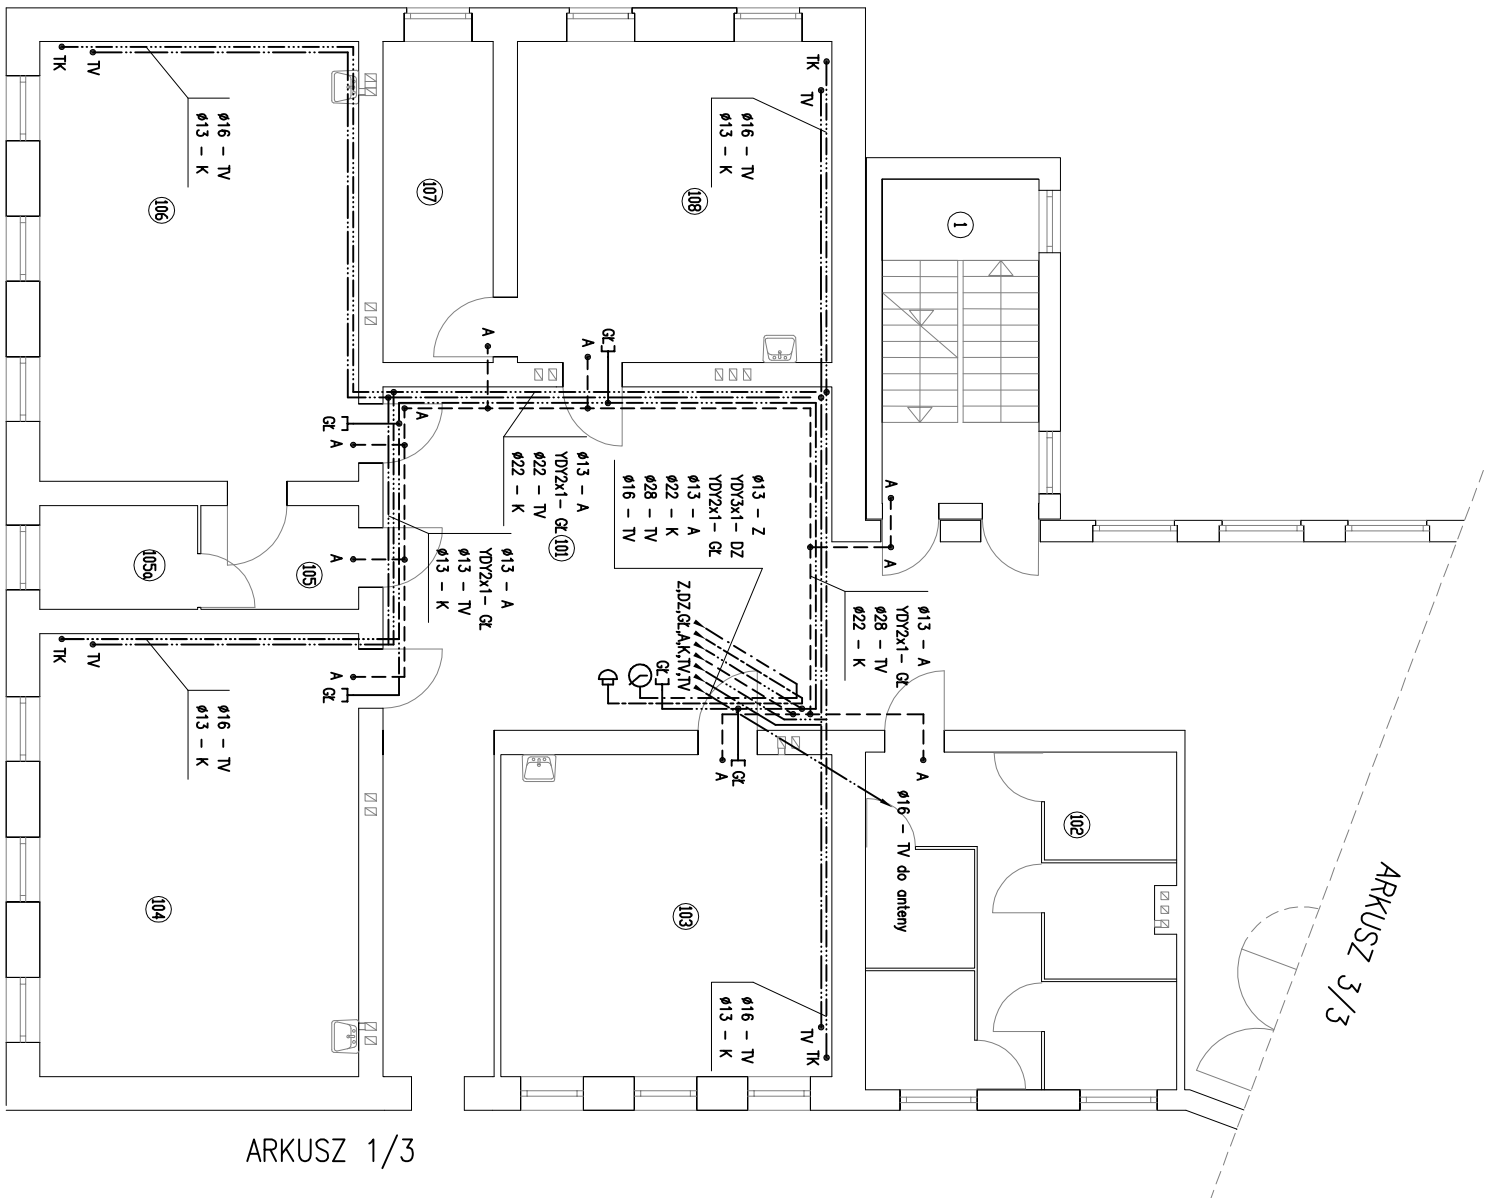 TK
TV
ø16 - TV
ø13 - K
106
107
TK
TV
ø16 - TV
ø13 - K
108
1
A
A
GŁ
A
GŁ
A
ø13 - A
YDY2x1- GŁ
ø22 - TV
ø22 - K
101
ø13 - Z
YDY3x1- DZ
YDY2x1- GŁ
ø13 - A
ø22 - K
ø28 - TV
ø16 - TV
A
A
105a
105
A
ø13 - A
YDY2x1- GŁ
ø13 - TV
ø13 - K
Z,DZ,GŁ,A,K,TV,TV
ø13 - A
YDY2x1- GŁ
ø28 - TV
ø22 - K
TK
TV
ø16 - TV
ø13 - K
A
GŁ
GŁ
A
GŁ
A
ø16 - TV do anteny
102
104
103
ø16 - TV
ø13 - K
TV
TK
ARKUSZ 3/3
ARKUSZ 1/3